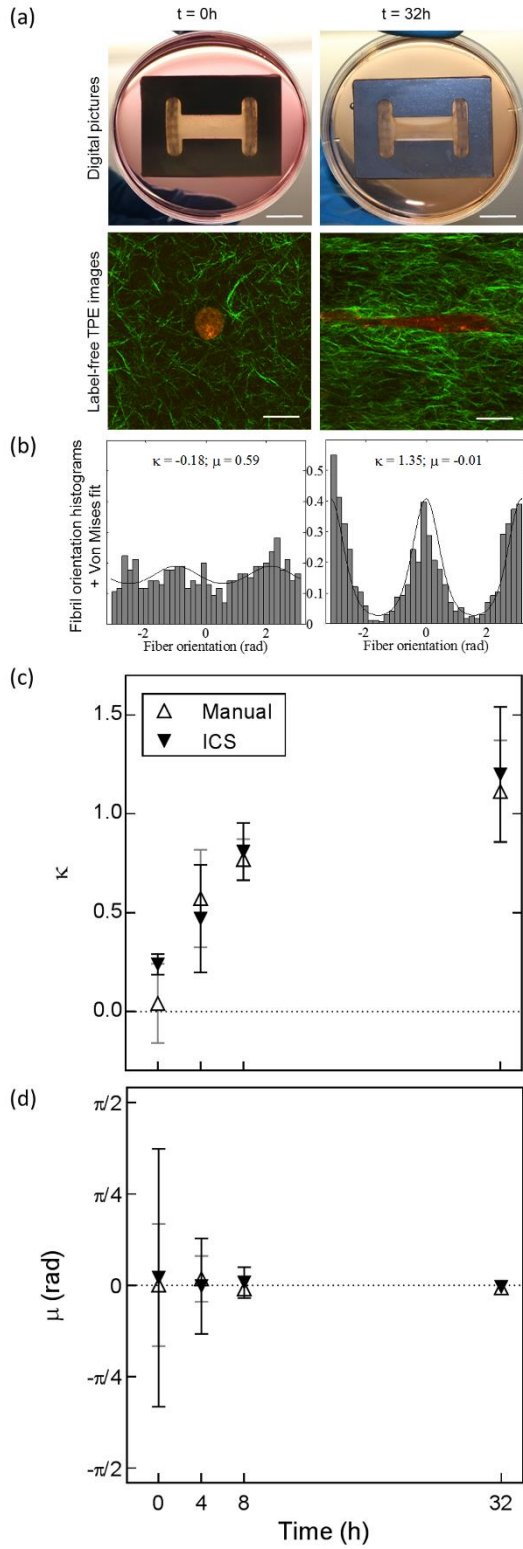 (a)
t = 0h
t = 32h
Digital pictures
Label-free TPE images
(b)
Fibril orientation histograms
+ Von Mises fit
κ = -0.18; μ = 0.59
κ = 1.35; μ = -0.01
0.5
0.4
0.3
0.2
0.1
0
-2
0
2
-2
0
2
Fiber orientation (rad)
Fiber orientation (rad)
(c)
Manual
ICS
1.5
1.0
0.5
0.0
κ
(d)
π/2
π/4
0
-π/4
-π/2
μ (rad)
0
4
8
32
Time (h)